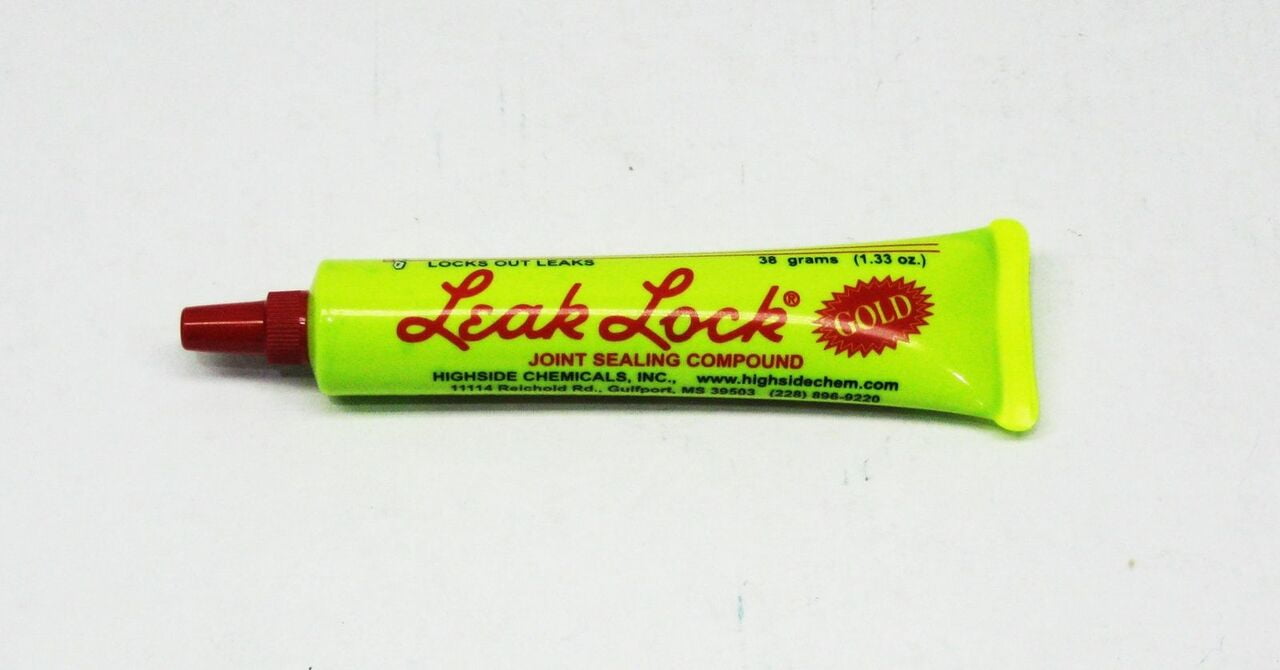 LOCKS OUT LEAKS 38 grams (1.33 oz.)
Leak Lock® GOLD
JOINT SEALING COMPOUND
HIGHSIDE CHEMICALS, INC., www.highsidechem.com
11114 Reichold Rd., Gulfport, MS 39503 (228) 896-9220